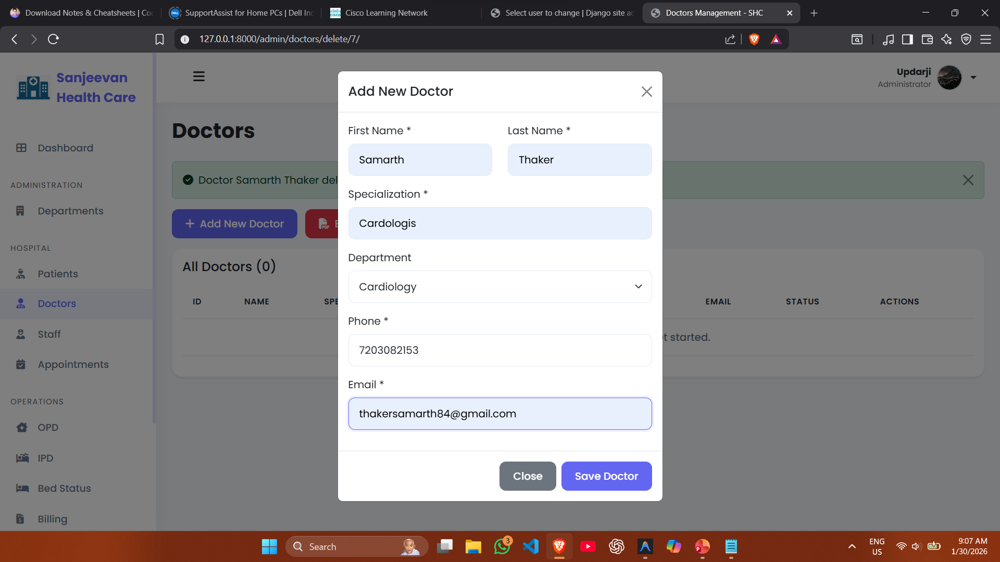 Download Notes & Cheatsheets | Coc
SupportAssist for Home PCs | Dell Ind
Cisco Learning Network
Select user to change | Django site ad
Doctors Management - SHC
127.0.0.1:8000/admin/doctors/delete/7/
Sanjeevan
Health Care
Updarji
Administrator
Dashboard
ADMINISTRATION
Departments
HOSPITAL
Patients
Doctors
Staff
Appointments
OPERATIONS
OPD
IPD
Bed Status
Billing
Doctors
Doctor Samarth Thaker del
Add New Doctor
PDF
All Doctors (0)
ID NAME SPE EMAIL STATUS ACTIONS
t started.
Add New Doctor
First Name * Last Name *
Samarth Thaker
Specialization *
Cardologis
Department
Cardiology
Phone *
7203082153
Email *
thakersamarth84@gmail.com
Close Save Doctor
Search
3
ENG
US
9:07 AM
1/30/2026